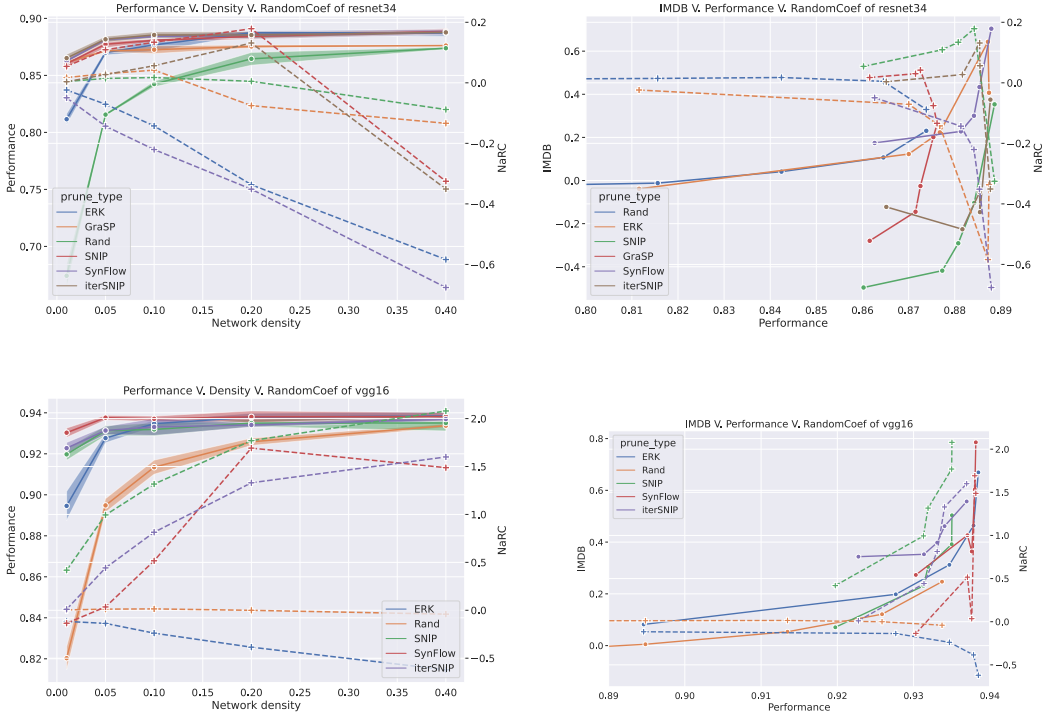 Performance V. Density V. RandomCoef of resnet34
0.90
0.85
0.80
0.75
0.70
Performance
0.2
0.0
−0.2
−0.4
−0.6
NaRC
prune_type
ERK
GraSP
Rand
SNIP
SynFlow
iterSNIP
0.00 0.05 0.10 0.15 0.20 0.25 0.30 0.35 0.40
Network density
IMDB V. Performance V. RandomCoef of resnet34
0.6
0.4
0.2
0.0
−0.2
−0.4
IMDB
0.2
0.1
0.0
−0.1
−0.2
−0.3
−0.4
−0.5
−0.6
NaRC
prune_type
Rand
ERK
SNIP
GraSP
SynFlow
iterSNIP
0.80 0.81 0.82 0.83 0.84 0.85 0.86 0.87 0.88 0.89
Performance
Performance V. Density V. RandomCoef of vgg16
0.94
0.92
0.90
0.88
0.86
0.84
0.82
Performance
2.0
1.5
1.0
0.5
0.0
−0.5
NaRC
ERK
Rand
SNIP
SynFlow
iterSNIP
0.00 0.05 0.10 0.15 0.20 0.25 0.30 0.35 0.40
Network density
IMDB V. Performance V. RandomCoef of vgg16
0.8
0.6
0.4
0.2
0.0
IMDB
2.0
1.5
1.0
0.5
0.0
−0.5
NaRC
prune_type
ERK
Rand
SNIP
SynFlow
iterSNIP
0.89 0.90 0.91 0.92 0.93 0.94
Performance